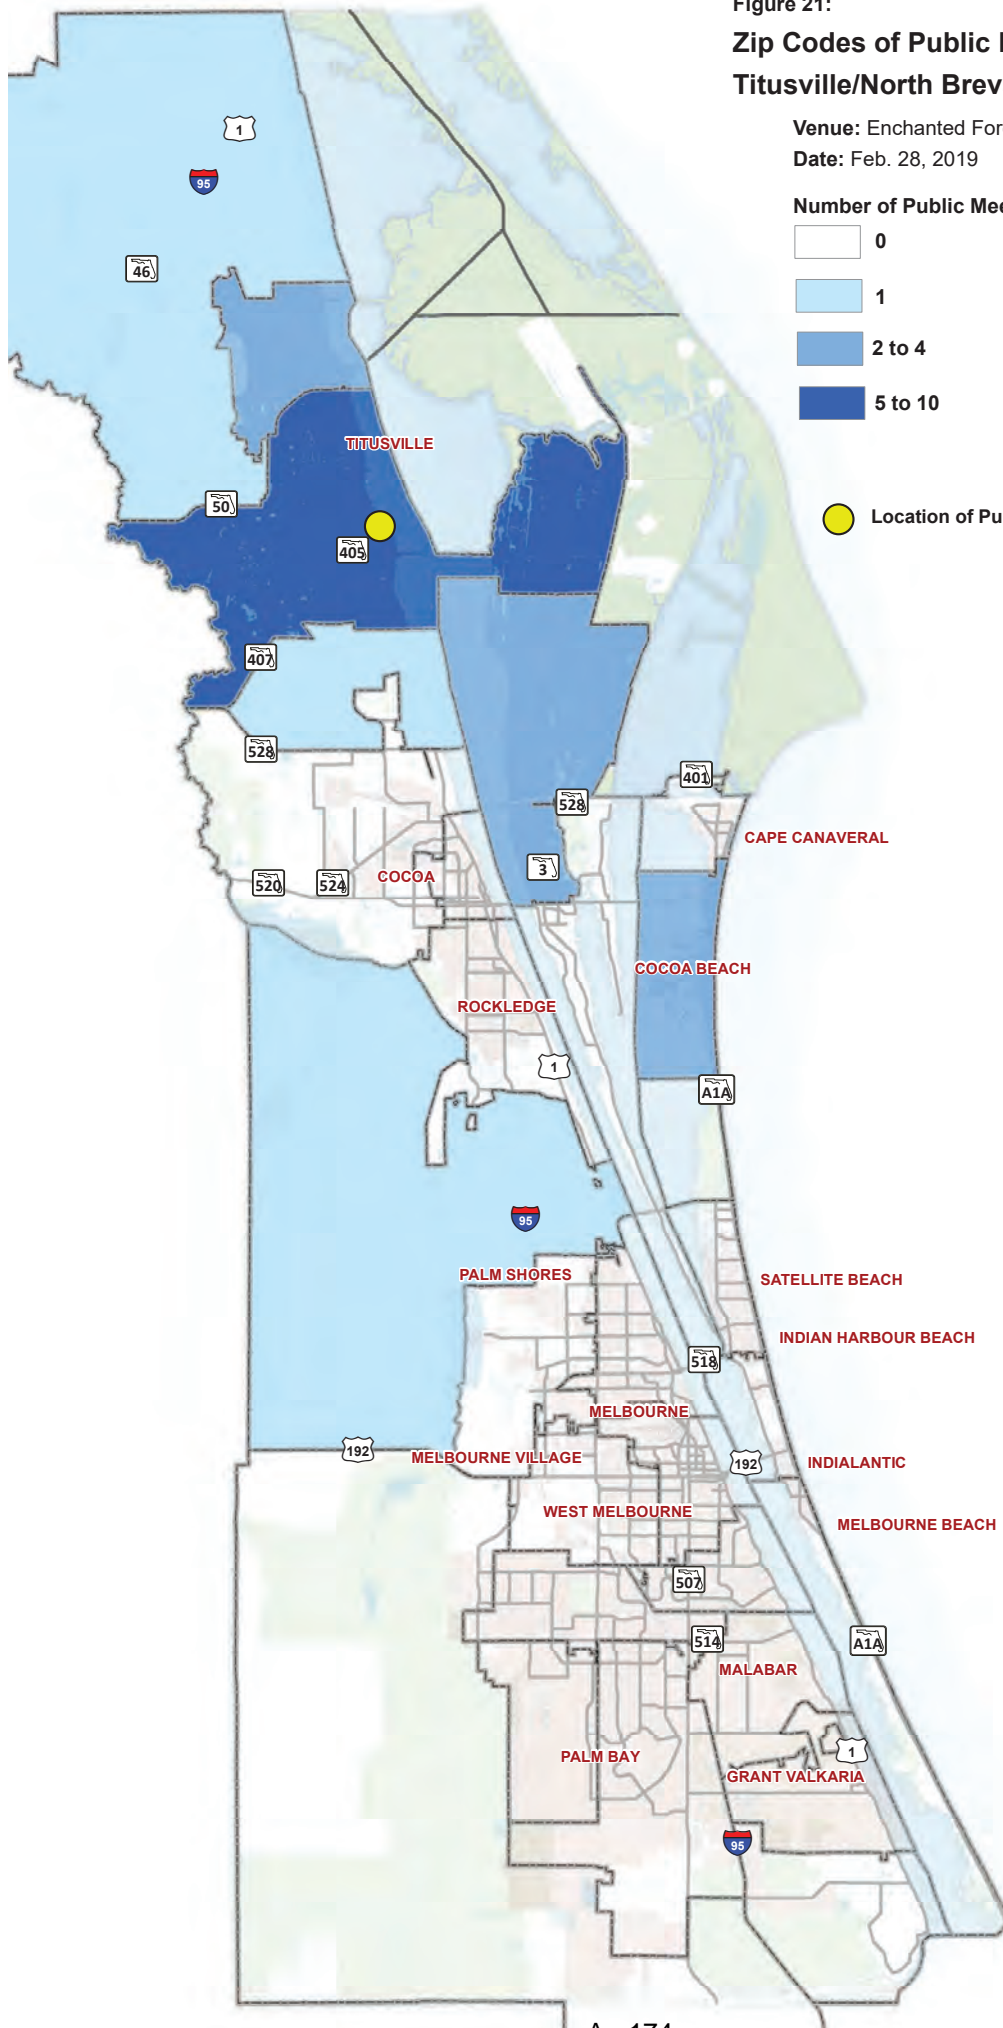 Figure 21:
Zip Codes of Public
Titusville/North Brev
Venue: Enchanted For
Date: Feb. 28, 2019
Number of Public Mee
0
1
2 to 4
5 to 10
Location of Pu
1
95
46
TITUSVILLE
50
405
407
528
401
528
CAPE CANAVERAL
3
520
524
COCOA
COCOA BEACH
ROCKLEDGE
1
A1A
95
PALM SHORES
SATELLITE BEACH
INDIAN HARBOUR BEACH
518
MELBOURNE
192
MELBOURNE VILLAGE
192
INDIALANTIC
WEST MELBOURNE
MELBOURNE BEACH
507
514
A1A
MALABAR
PALM BAY
1
GRANT VALKARIA
95